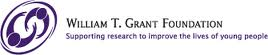 WILLIAM T. GRANT FOUNDATION
Supporting research to improve the lives of young people